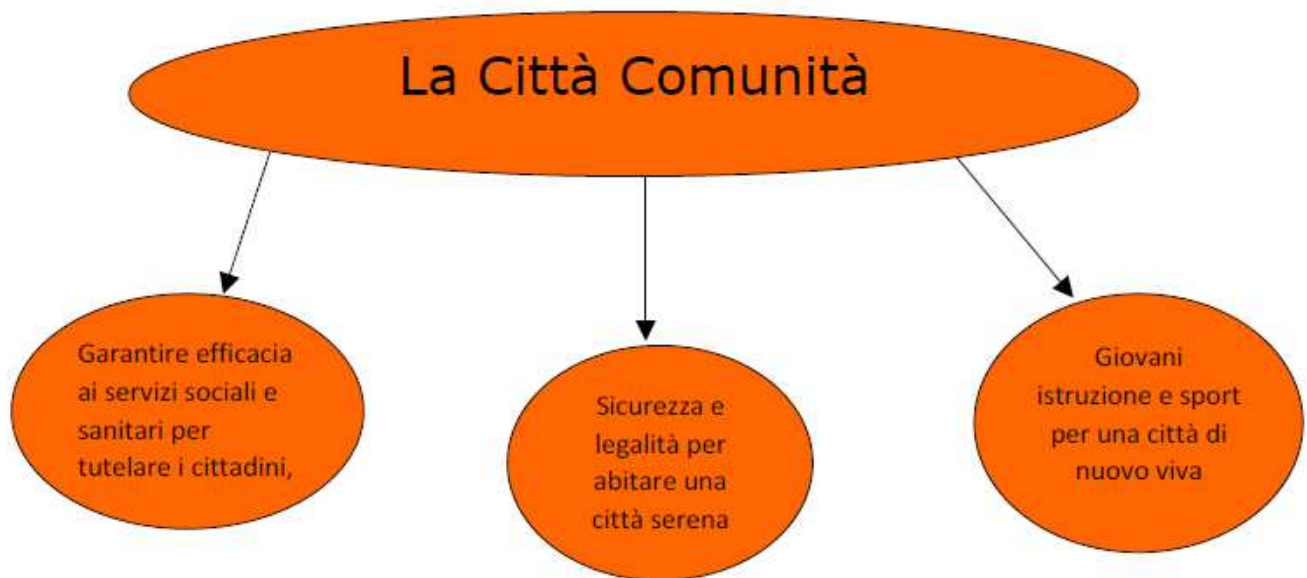 La Città Comunità
Garantire efficacia
ai servizi sociali e
sanitari per
tutelare i cittadini,
Sicurezza e
legalità per
abitare una
città serena
Giovani
istruzione e sport
per una città di
nuovo viva